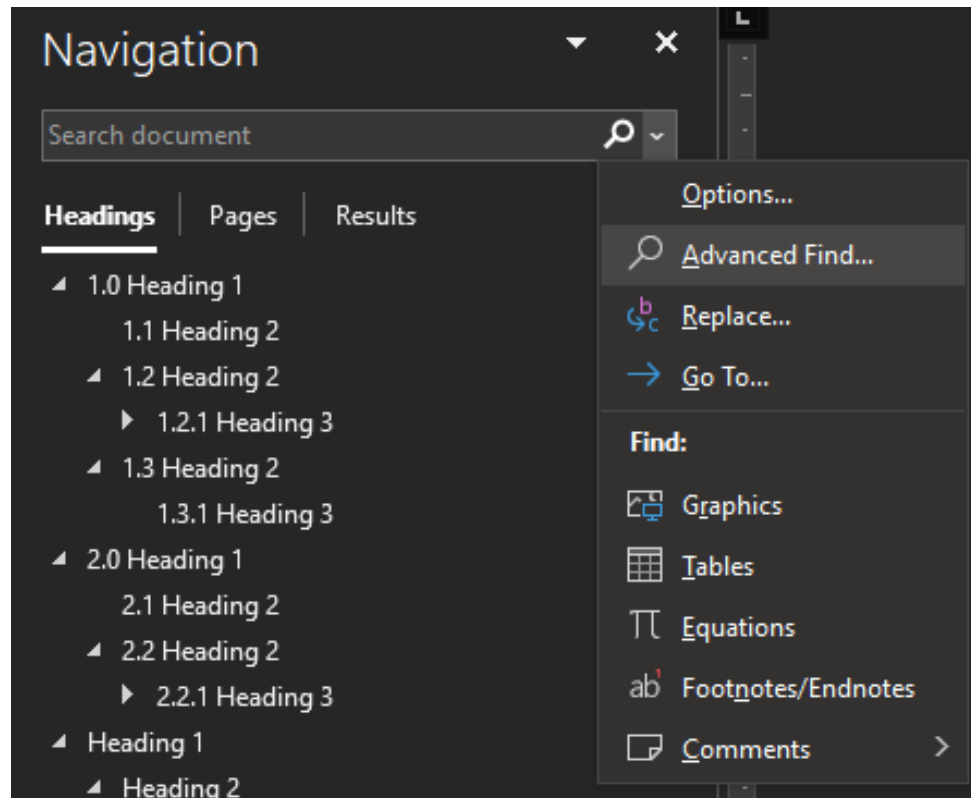 Navigation
Search document
Headings Pages Results
1.0 Heading 1
1.1 Heading 2
1.2 Heading 2
1.2.1 Heading 3
1.3 Heading 2
1.3.1 Heading 3
2.0 Heading 1
2.1 Heading 2
2.2 Heading 2
2.2.1 Heading 3
Heading 1
Heading 2
Options...
Advanced Find...
Replace...
Go To...
Find:
Graphics
Tables
Equations
Footnotes/Endnotes
Comments